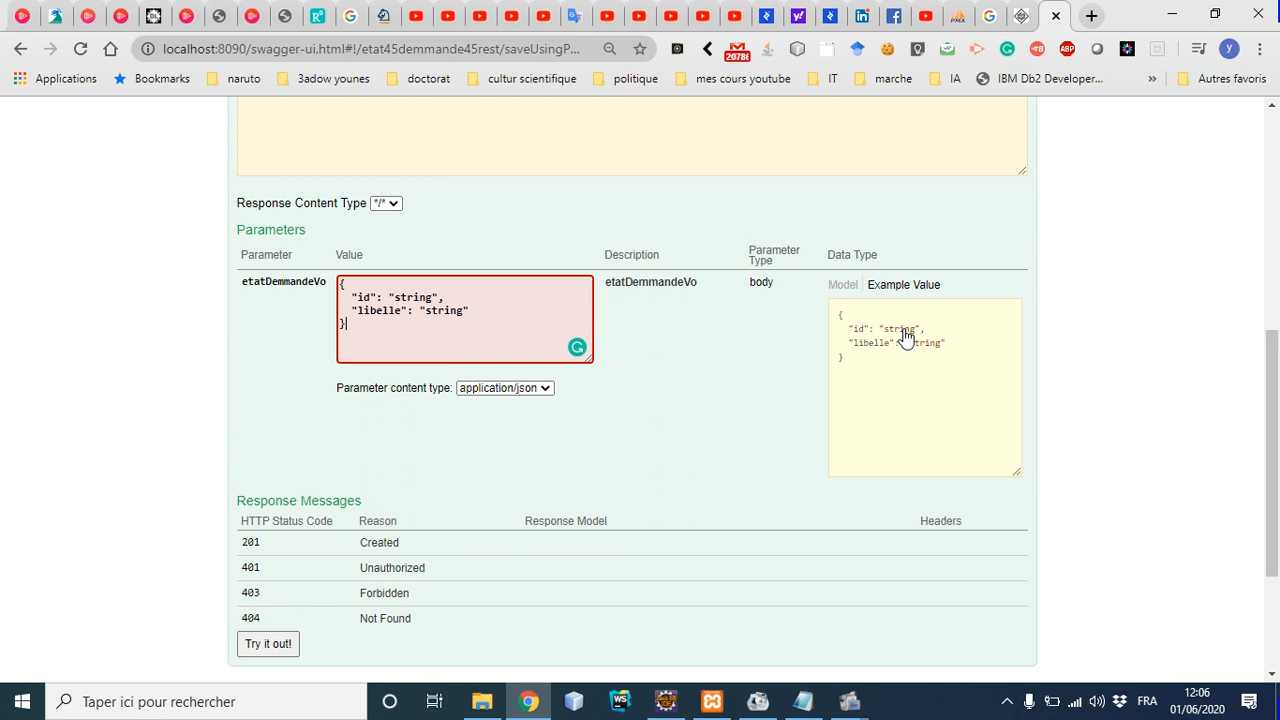 localhost:8090/swagger-ui.html#!/etat45demmande45rest/saveUsingP...
20786
ABP
y
Applications
Bookmarks
naruto
3adow younes
doctorat
cultur scientifique
politique
mes cours youtube
IT
marche
IA
IBM Db2 Developer...
»
Autres favoris
Response Content Type */*
Parameters
Parameter Value Description Parameter Type Data Type
etatDemmandeVo
{
"id": "string",
"libelle": "string"
}
etatDemmandeVo
body
Model Example Value
{
"id": "string",
"libelle": "string"
}
Parameter content type: application/json
Response Messages
HTTP Status Code Reason Response Model Headers
201 Created
401 Unauthorized
403 Forbidden
404 Not Found
Try it out!
Taper ici pour rechercher
FRA
12:06
01/06/2020